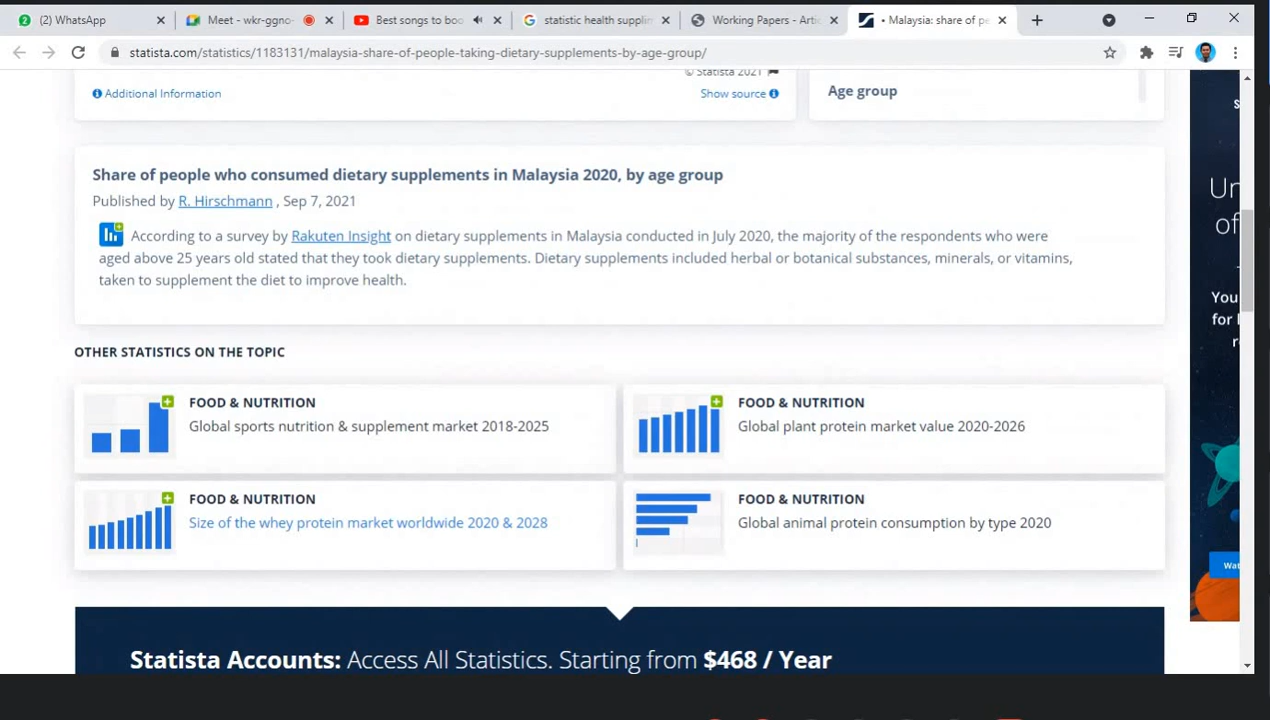 (2) WhatsApp
Meet - wkr-ggno-
Best songs to boo
statistic health supplim
Working Papers - Artic
• Malaysia: share of pe
statista.com/statistics/1183131/malaysia-share-of-people-taking-dietary-supplements-by-age-group/
© Statista 2021
Additional Information
Show source
Age group
Share of people who consumed dietary supplements in Malaysia 2020, by age group
Published by R. Hirschmann , Sep 7, 2021
According to a survey by Rakuten Insight on dietary supplements in Malaysia conducted in July 2020, the majority of the respondents who were
aged above 25 years old stated that they took dietary supplements. Dietary supplements included herbal or botanical substances, minerals, or vitamins,
taken to supplement the diet to improve health.
OTHER STATISTICS ON THE TOPIC
FOOD & NUTRITION
Global sports nutrition & supplement market 2018-2025
FOOD & NUTRITION
Global plant protein market value 2020-2026
FOOD & NUTRITION
Size of the whey protein market worldwide 2020 & 2028
FOOD & NUTRITION
Global animal protein consumption by type 2020
Statista Accounts: Access All Statistics. Starting from $468 / Year
Un
of
You
for l
r
Wat